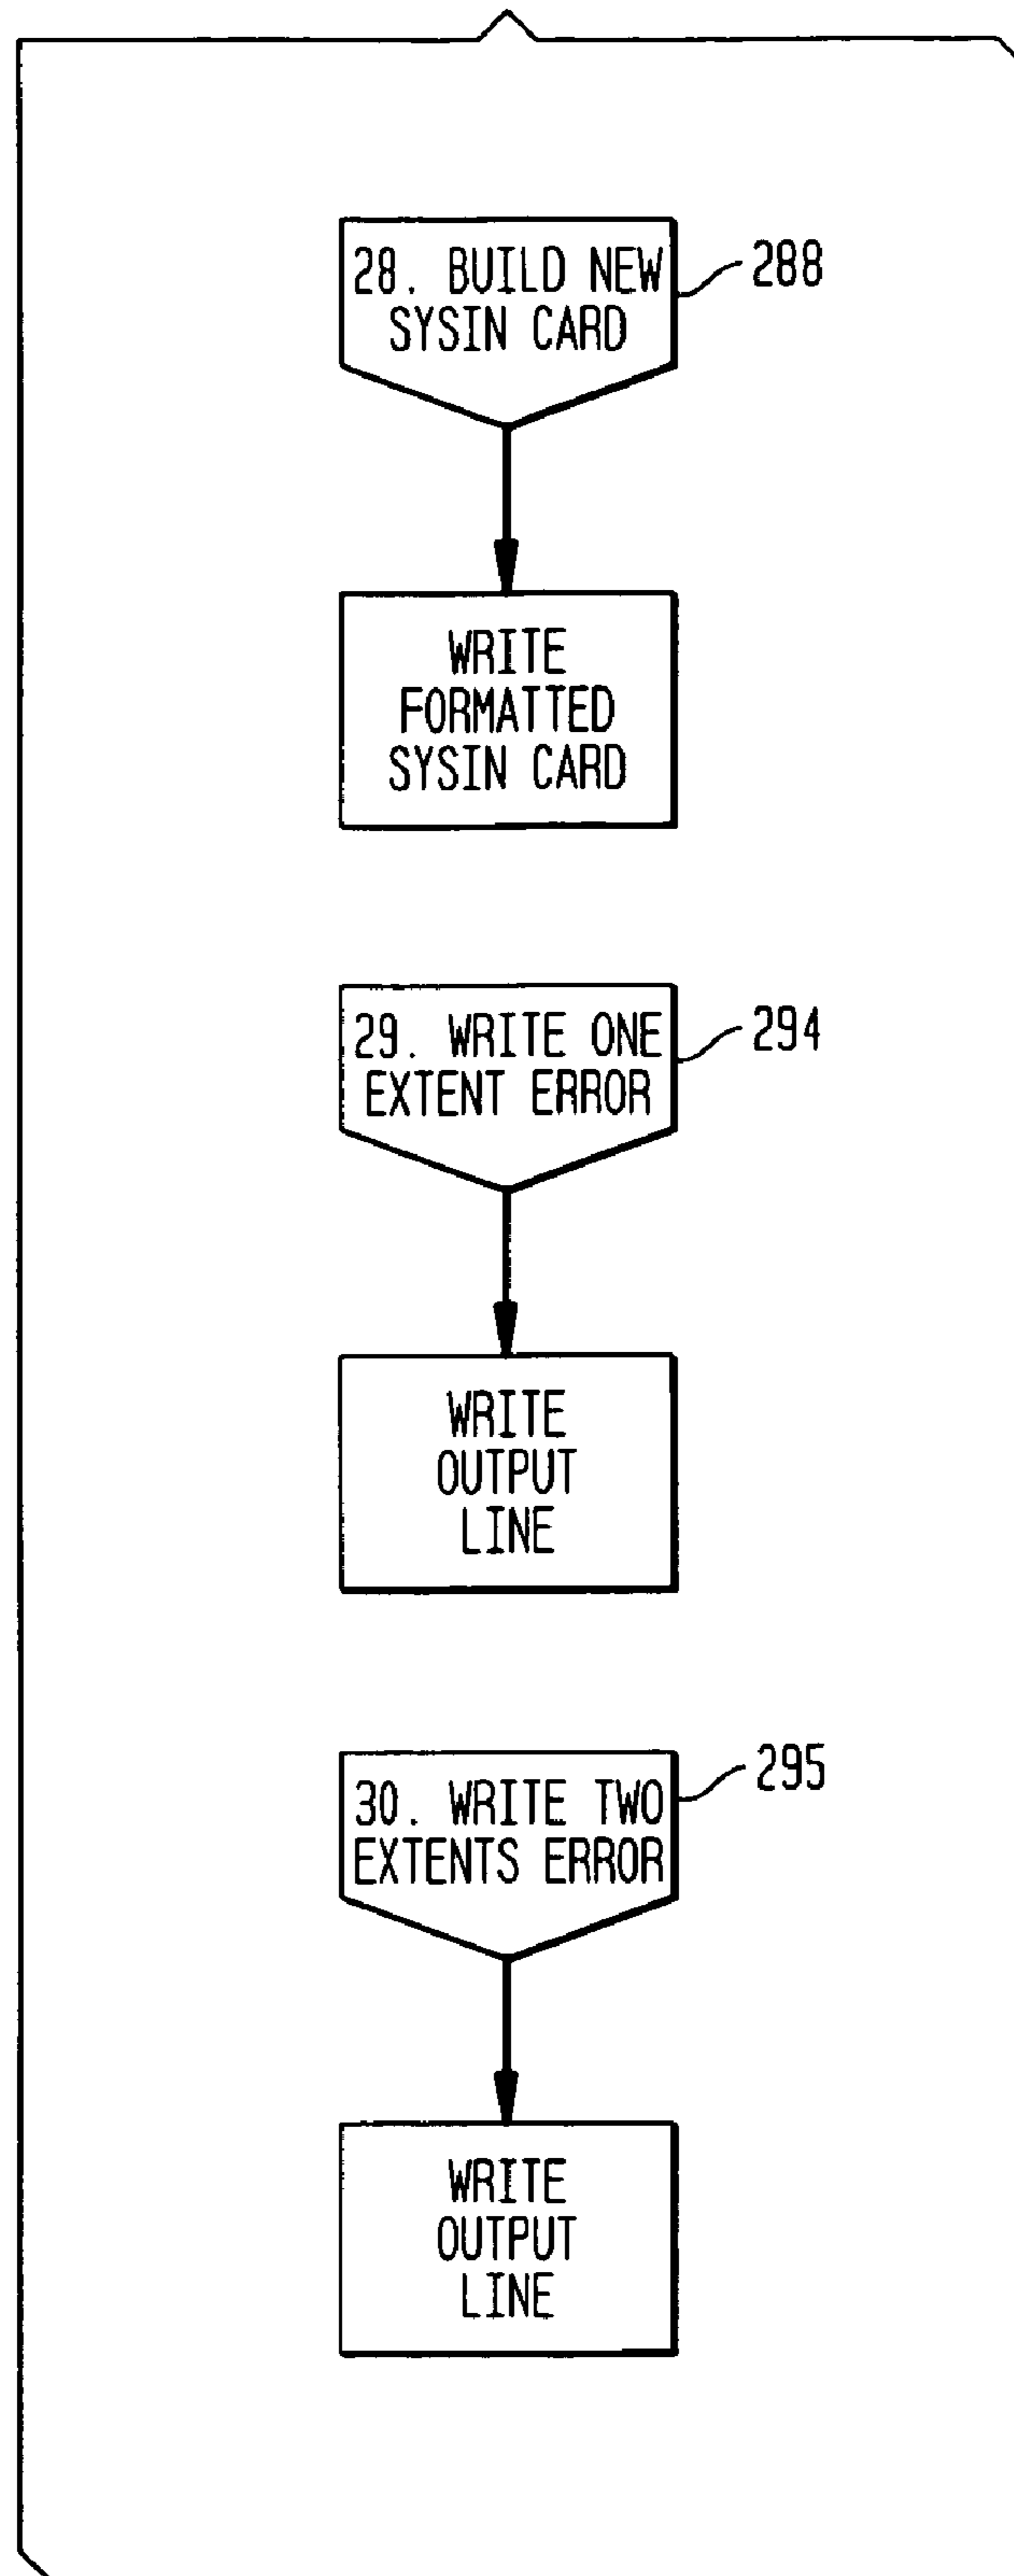 28. BUILD NEW
SYSIN CARD
288
WRITE
FORMATTED
SYSIN CARD
29. WRITE ONE
EXTENT ERROR
294
WRITE
OUTPUT
LINE
30. WRITE TWO
EXTENTS ERROR
295
WRITE
OUTPUT
LINE